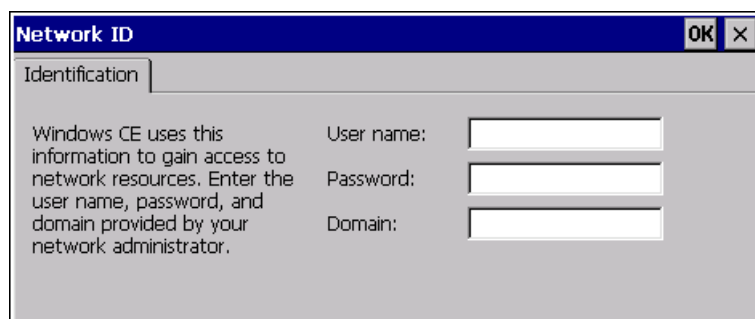 Network ID OK ×
Identification
Windows CE uses this
information to gain access to
network resources. Enter the
user name, password, and
domain provided by your
network administrator.
User name:
Password:
Domain: